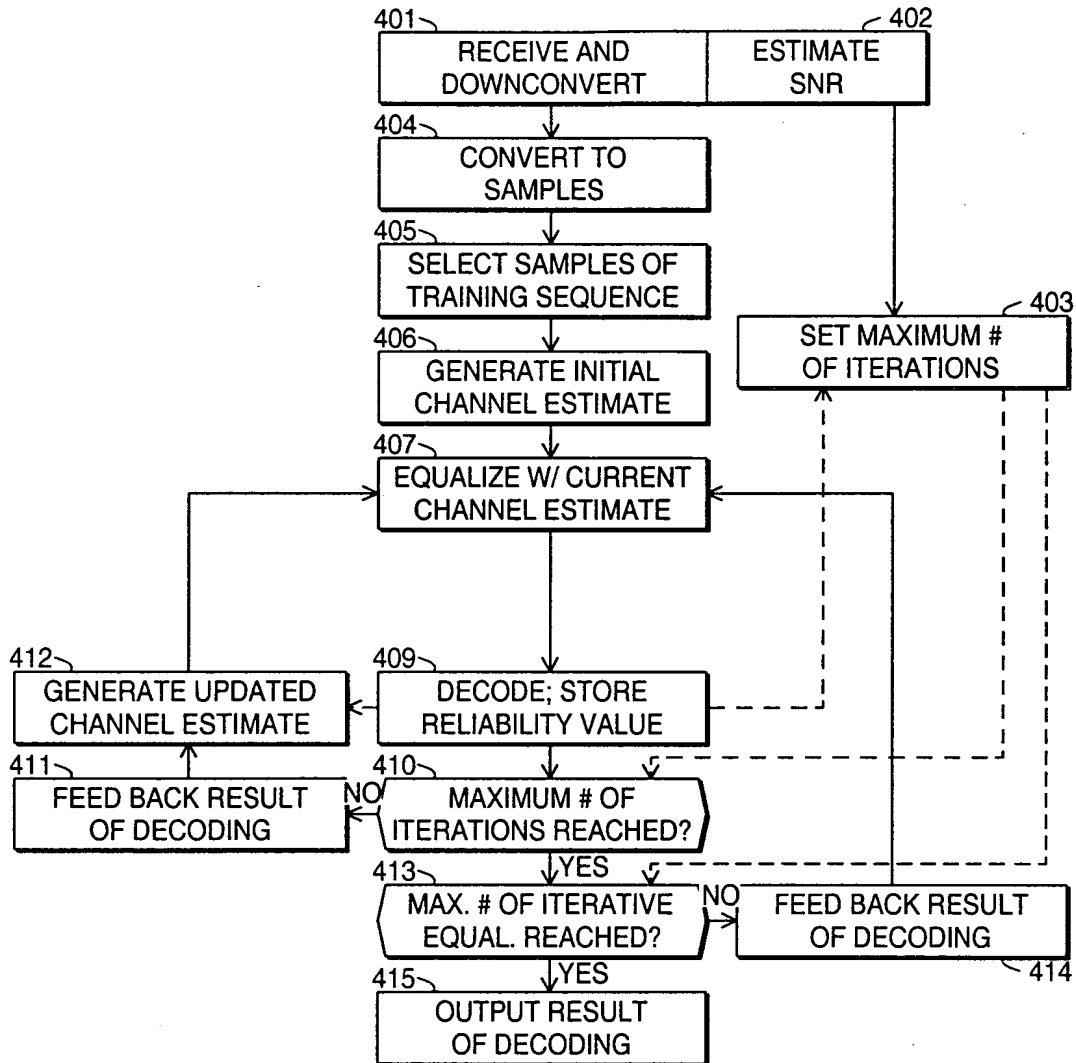 401
402
RECEIVE AND
DOWNCONVERT
ESTIMATE
SNR
404
CONVERT TO
SAMPLES
405
SELECT SAMPLES OF
TRAINING SEQUENCE
403
SET MAXIMUM #
OF ITERATIONS
406
GENERATE INITIAL
CHANNEL ESTIMATE
407
EQUALIZE W/ CURRENT
CHANNEL ESTIMATE
412
GENERATE UPDATED
CHANNEL ESTIMATE
409
DECODE; STORE
RELIABILITY VALUE
411
FEED BACK RESULT
OF DECODING
NO
410
MAXIMUM # OF
ITERATIONS REACHED?
YES
413
MAX. # OF ITERATIVE
EQUAL. REACHED?
NO
FEED BACK RESULT
OF DECODING
414
YES
415
OUTPUT RESULT
OF DECODING